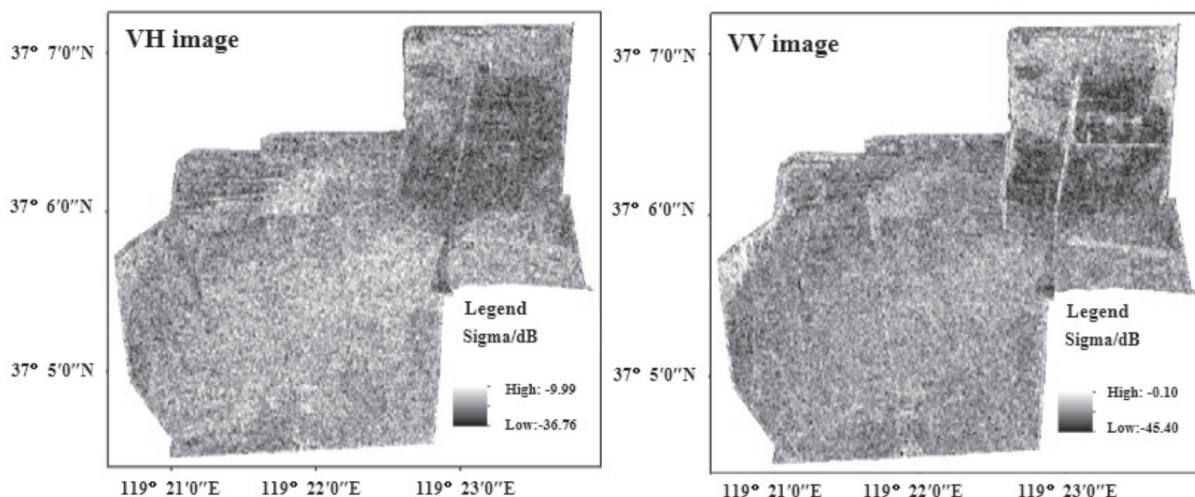 VH image
37° 7′0″N
37° 6′0″N
37° 5′0″N
Legend
Sigma/dB
High: -9.99
Low:-36.76
119° 21′0″E 119° 22′0″E 119° 23′0″E
VV image
37° 7′0″N
37° 6′0″N
37° 5′0″N
Legend
Sigma/dB
High: -0.10
Low:-45.40
119° 21′0″E 119° 22′0″E 119° 23′0″E